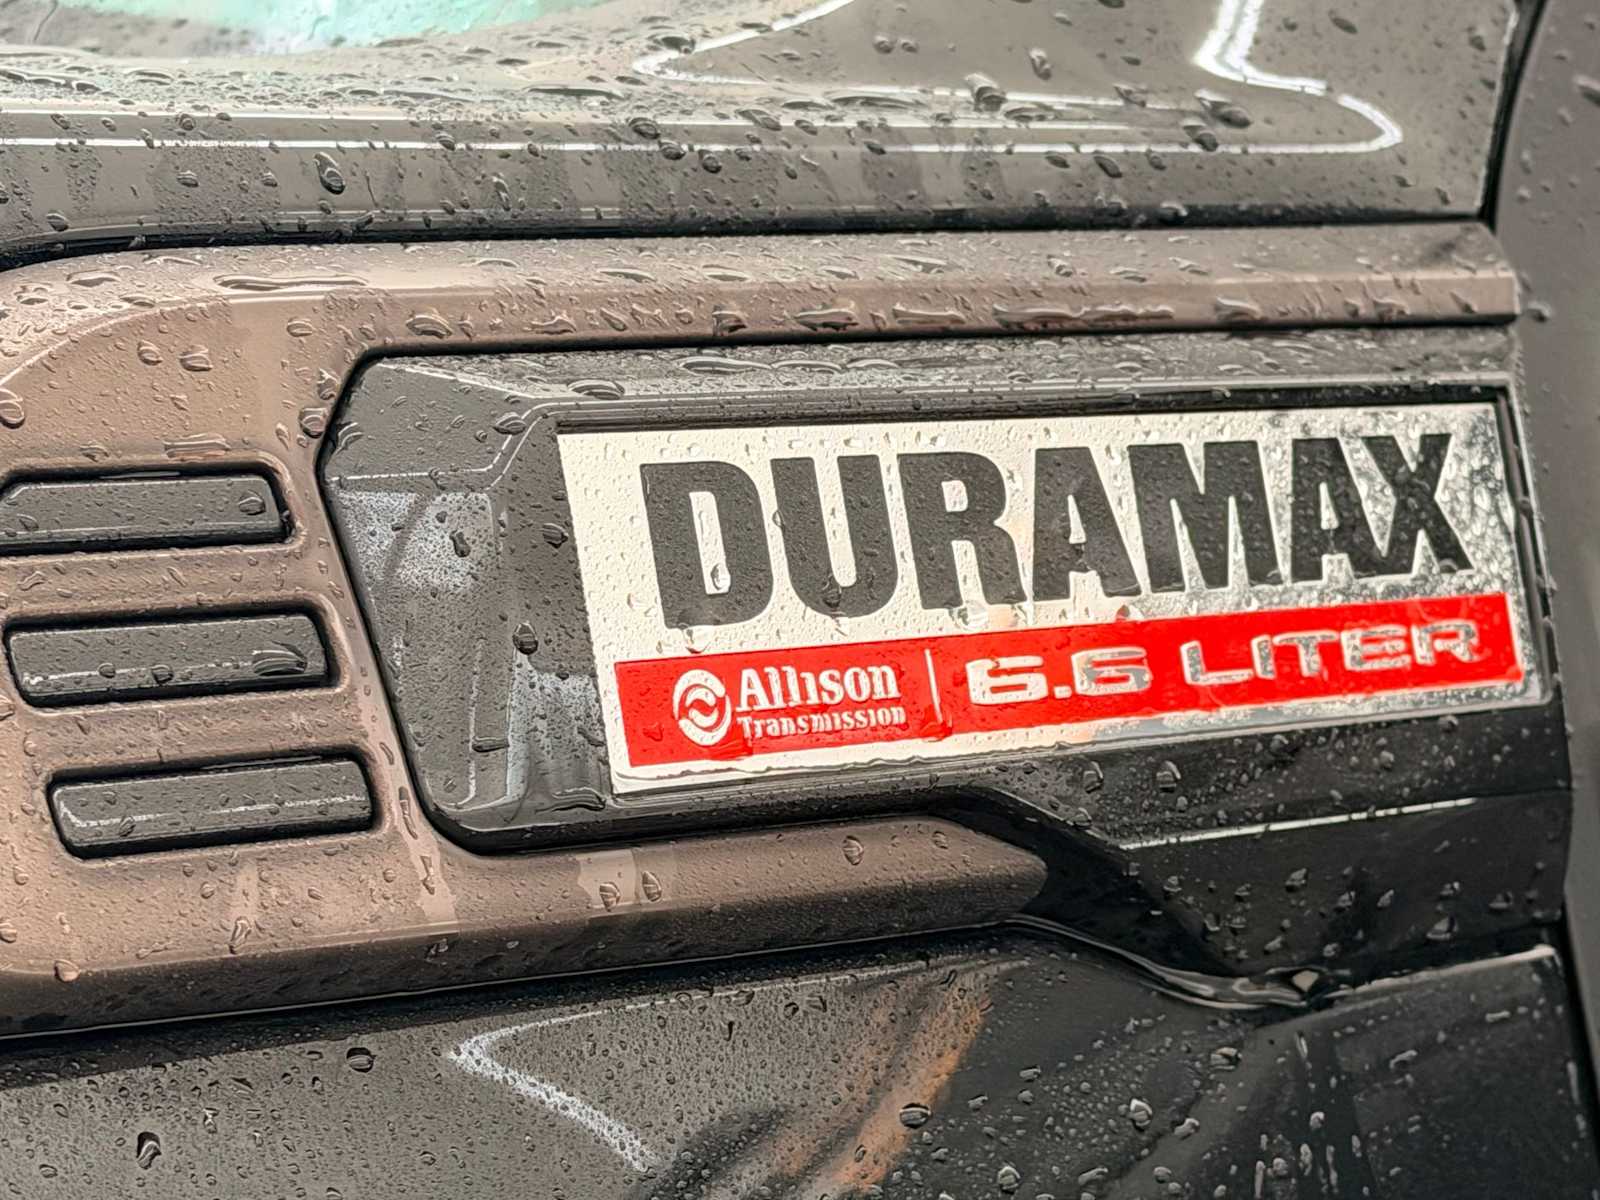 DURAMAX
Allison
Transmission
6.6 LITER